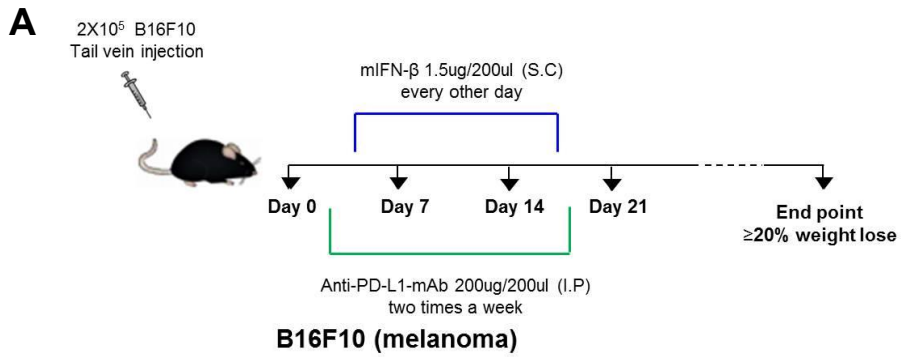 A
2X10⁵ B16F10
Tail vein injection
mIFN-β 1.5ug/200ul (S.C)
every other day
Day 0
Day 7
Day 14
Day 21
End point
≥20% weight lose
Anti-PD-L1-mAb 200ug/200ul (I.P)
two times a week
B16F10 (melanoma)